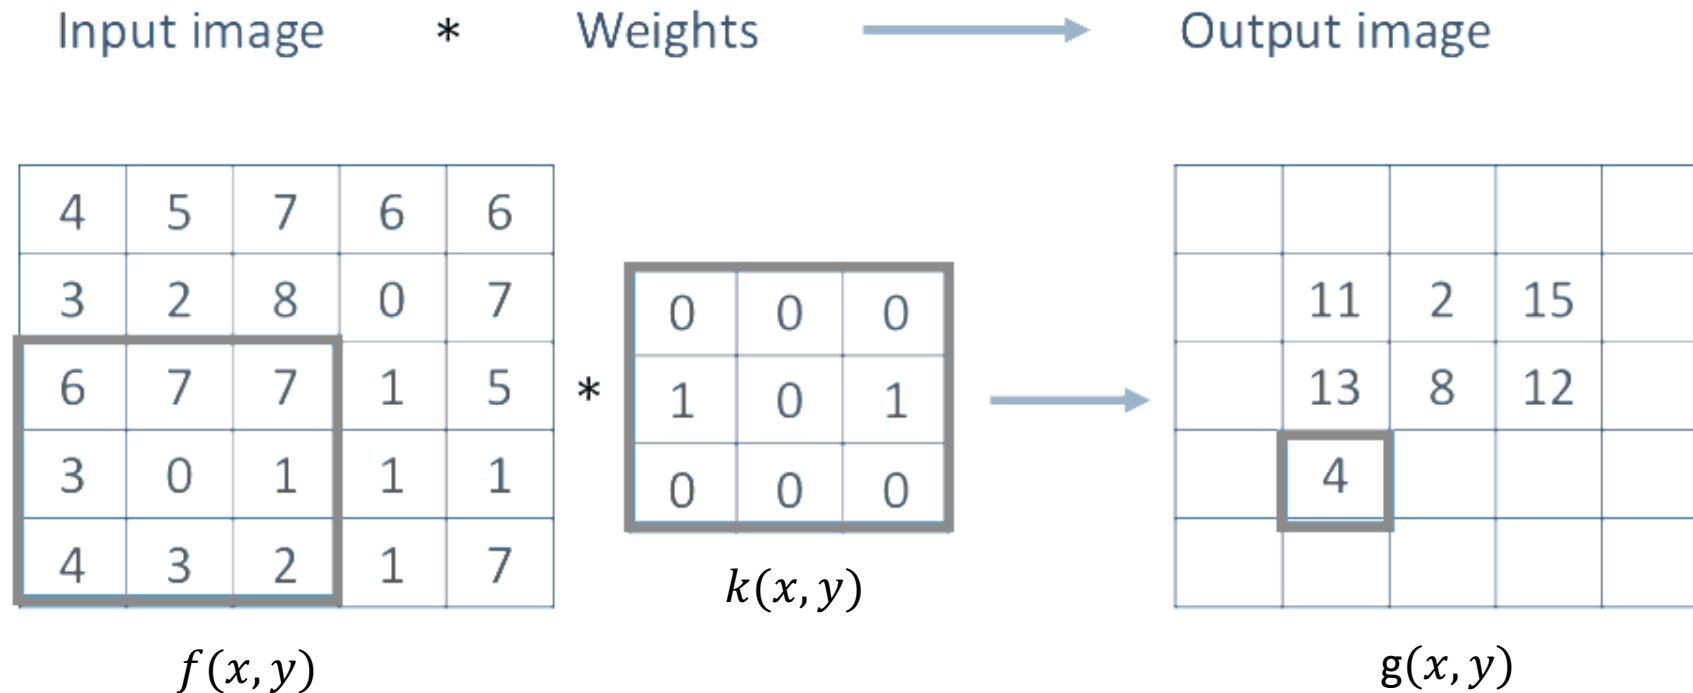 Input image * Weights Output image
4 5 7 6 6
3 2 8 0 7
6 7 7 1 5
3 0 1 1 1
4 3 2 1 7
f(x, y)
*
0 0 0
1 0 1
0 0 0
k(x, y)
11 2 15
13 8 12
4
g(x, y)